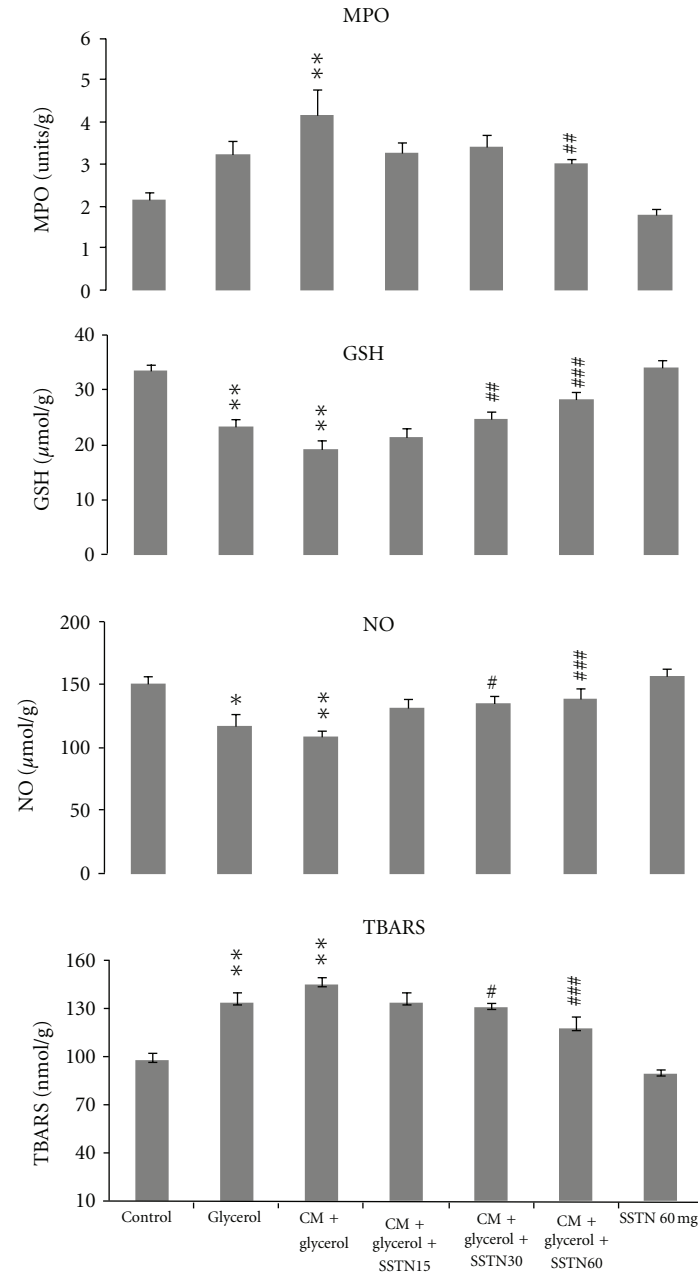 MPO
**
##
MPO (units/g)
6
5
4
3
2
1
0
GSH
**
**
##
###
GSH (μmol/g)
40
30
20
10
0
NO
*
**
#
###
NO (μmol/g)
200
150
100
50
0
TBARS
**
**
#
###
TBARS (nmol/g)
160
130
100
70
40
10
Control
Glycerol
CM +
glycerol
CM +
glycerol +
SSTN15
CM +
glycerol +
SSTN30
CM +
glycerol +
SSTN60
SSTN 60 mg